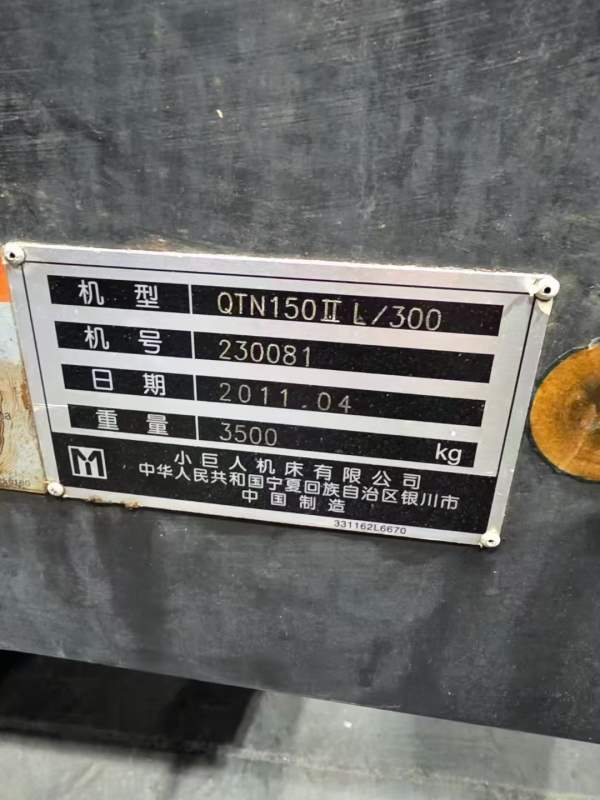 机型 QTN150Ⅱ L/300
机号 230081
日期 2011.04
重量 3500 kg
小巨人机床有限公司
中华人民共和国宁夏回族自治区银川市
中国制造
331162L6670